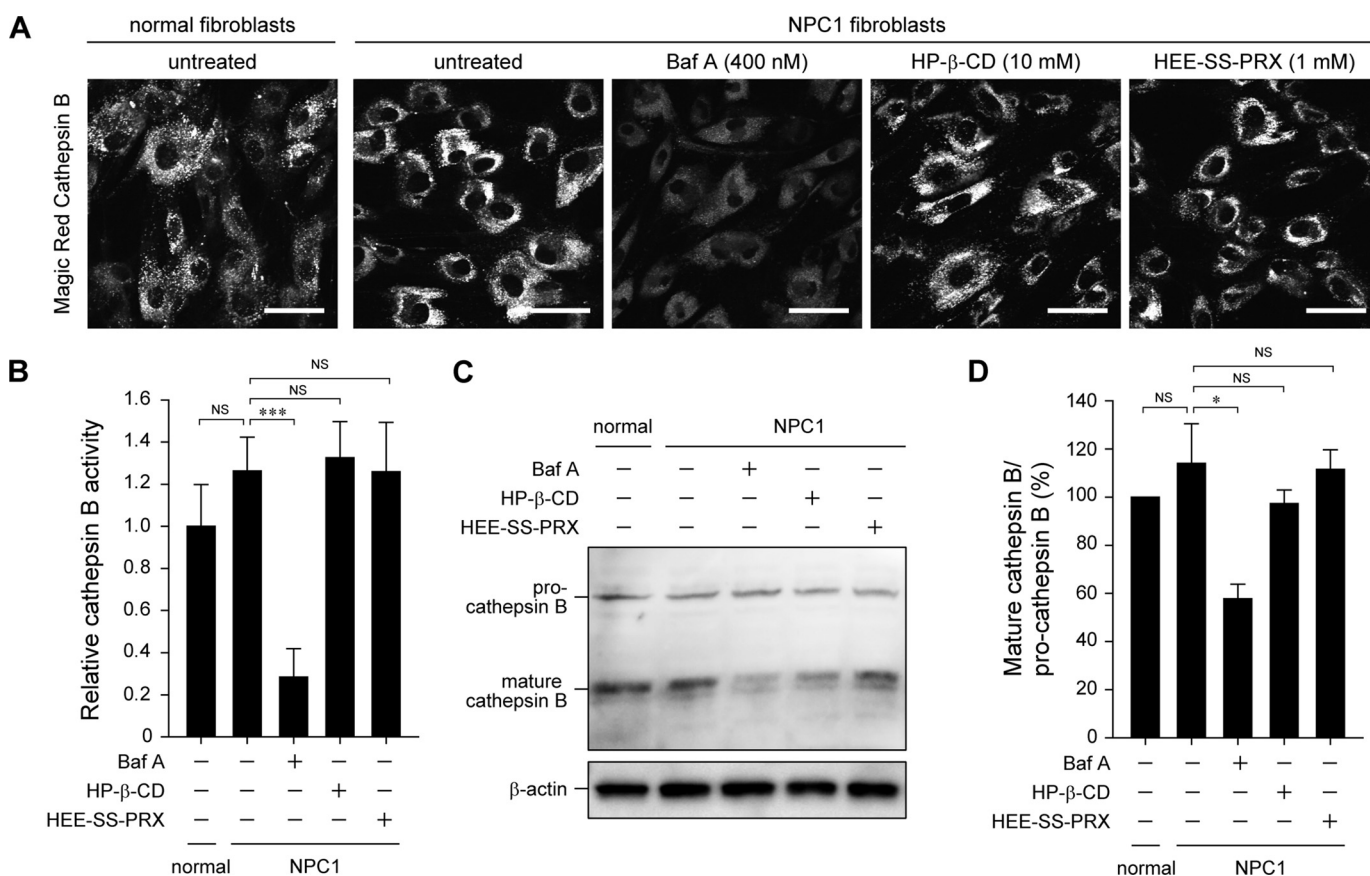 A
normal fibroblasts
NPC1 fibroblasts
untreated
untreated
Baf A (400 nM)
HP-β-CD (10 mM)
HEE-SS-PRX (1 mM)
Magic Red Cathepsin B
B
Relative cathepsin B activity
1.6
1.4
1.2
1.0
0.8
0.6
0.4
0.2
0
NS
NS
NS
***
Baf A − − + − −
HP-β-CD − − − + −
HEE-SS-PRX − − − − +
normal NPC1
C
normal NPC1
Baf A − − + − −
HP-β-CD − − − + −
HEE-SS-PRX − − − − +
pro-
cathepsin B
mature
cathepsin B
β-actin
D
Mature cathepsin B/
pro-cathepsin B (%)
140
120
100
80
60
40
20
0
NS
NS
NS
*
Baf A − − + − −
HP-β-CD − − − + −
HEE-SS-PRX − − − − +
normal NPC1